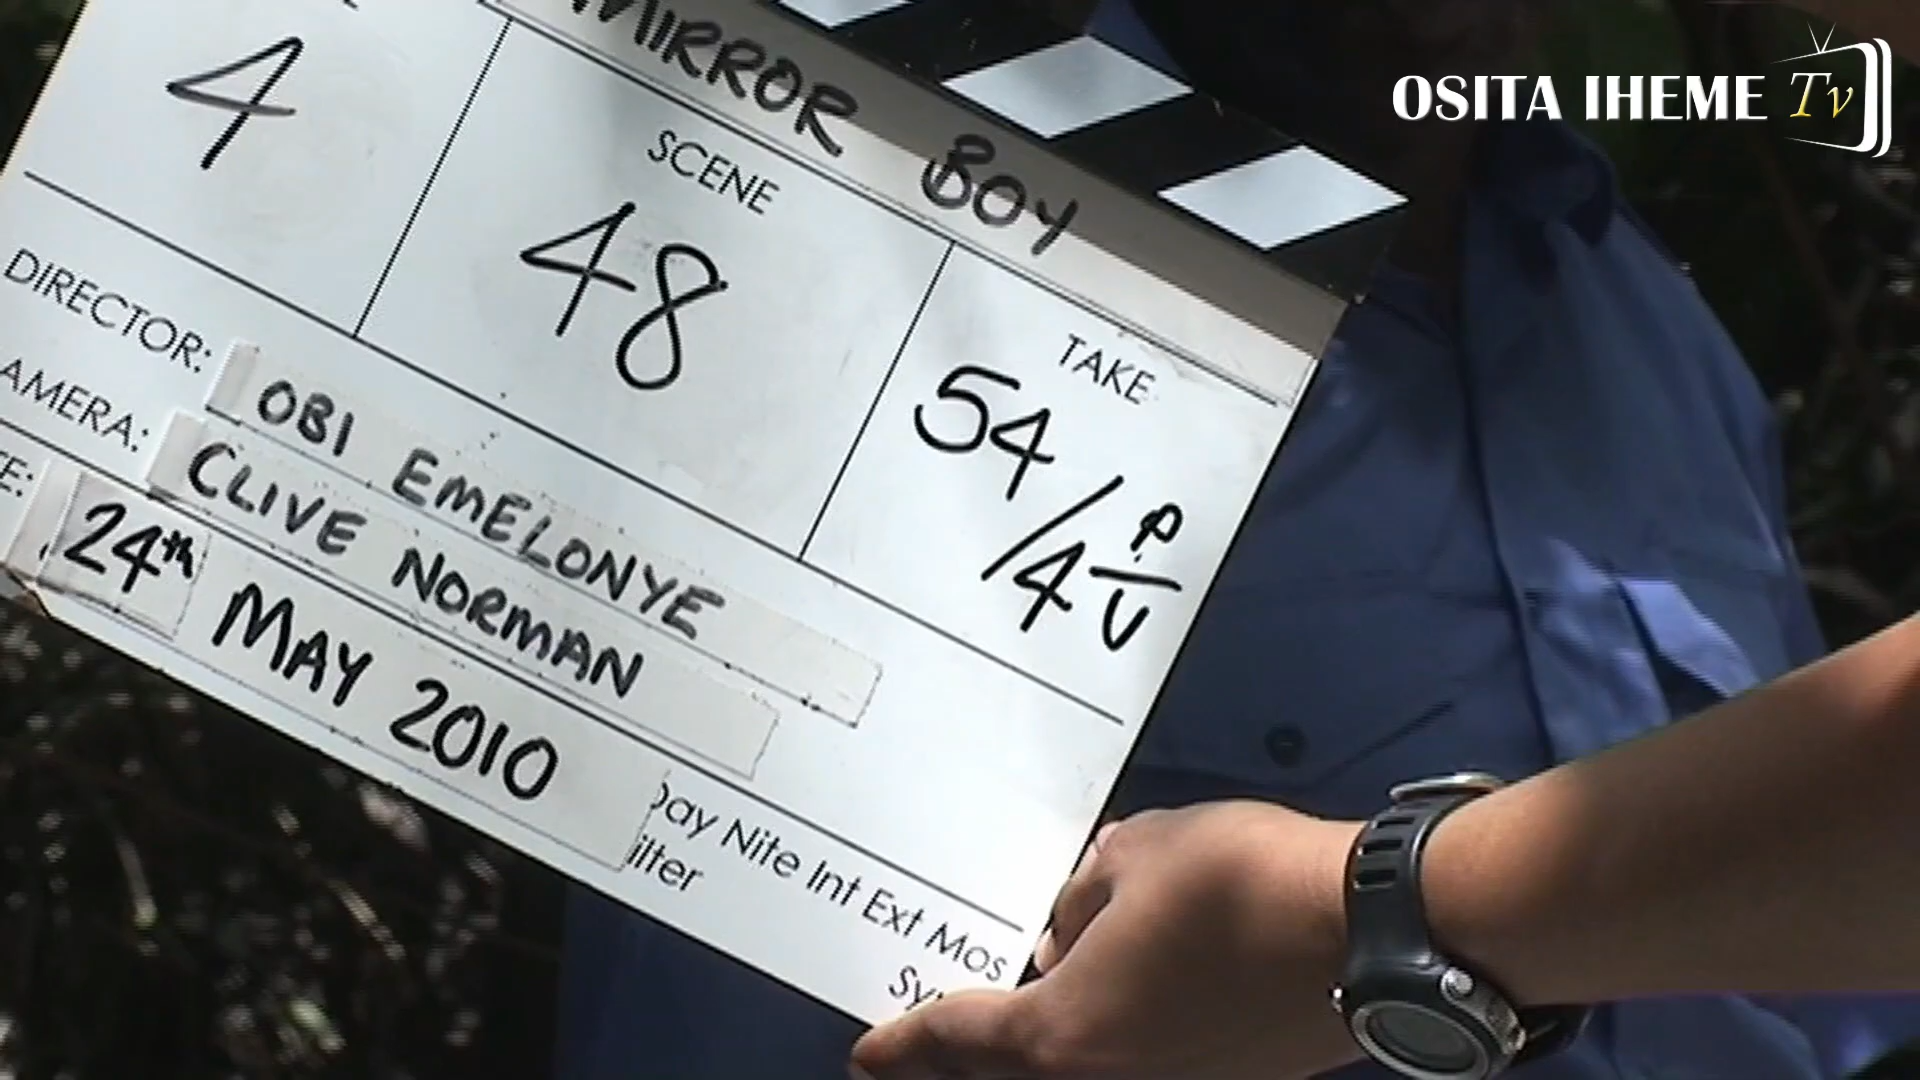 MIRROR BOY
OSITA IHEME Tv
4
SCENE
48
TAKE
54/4 P/U
DIRECTOR: OBI EMELONYE
AMERA: CLIVE NORMAN
E: 24th MAY 2010
Day Nite Int Ext Mos
ilter
Sy